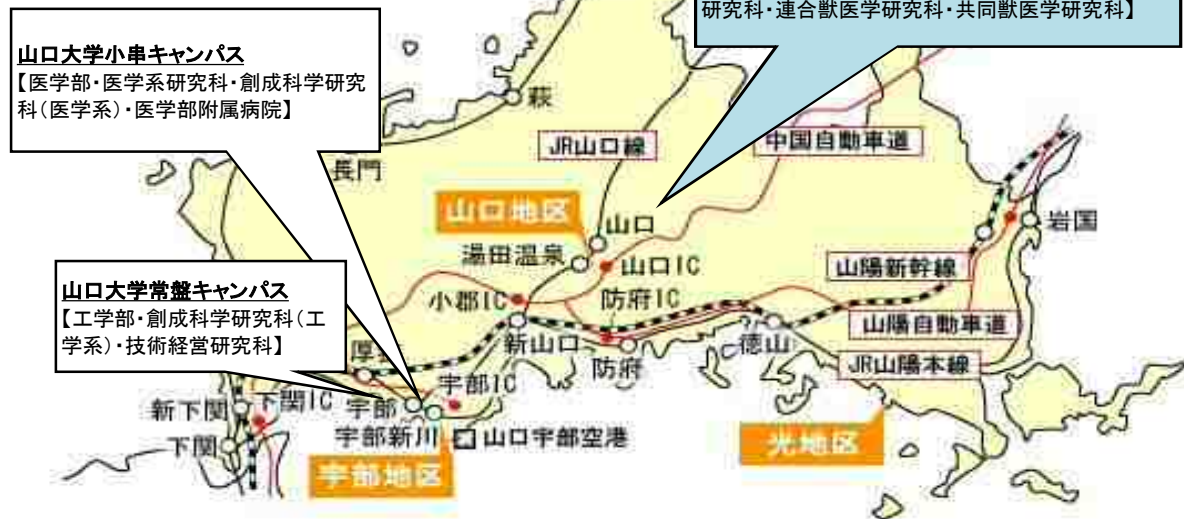 研究科・連合獣医学研究科・共同獣医学研究科】
山口大学小串キャンパス
【医学部・医学系研究科・創成科学研究
科(医学系)・医学部附属病院】
萩
JR山口線
中国自動車道
長門
山口地区
山口
岩国
湯田温泉
山口IC
山陽新幹線
山口大学常盤キャンパス
【工学部・創成科学研究科(工
学系)・技術経営研究科】
小郡IC
防府IC
山陽自動車道
新山口
防府
徳山
JR山陽本線
厚
宇部IC
新下関
下関IC
宇部
下関
宇部新川
山口宇部空港
光地区
宇部地区